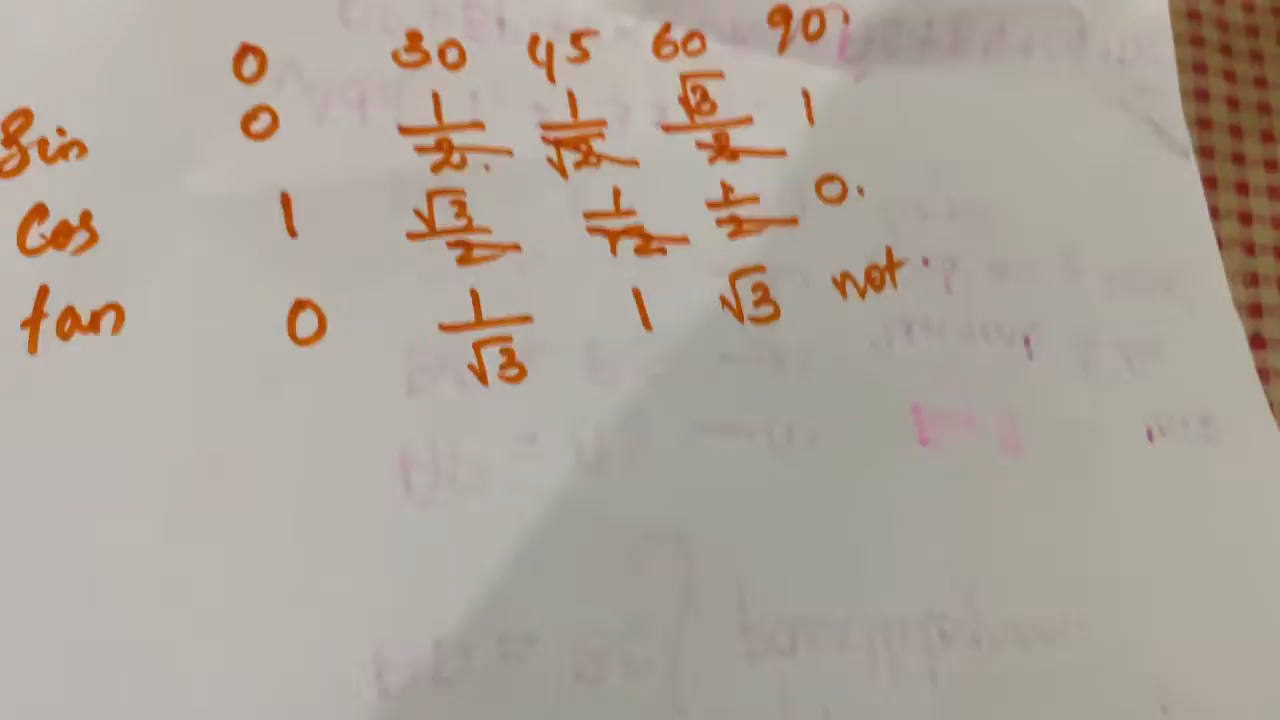 0 30 45 60 90
Sin 0 1/2 1/√2 √3/2 1
Cos 1 √3/2 1/√2 1/2 0.
tan 0 1/√3 1 √3 not.